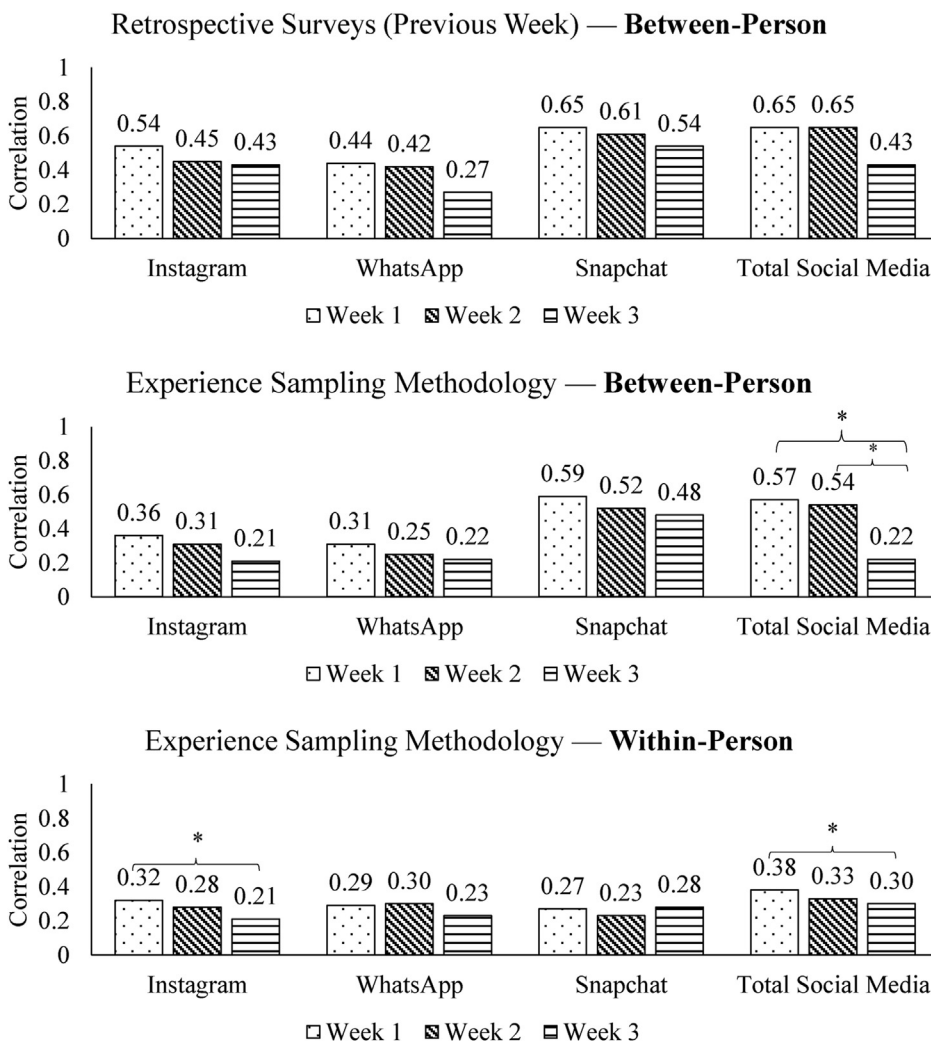 Retrospective Surveys (Previous Week) — Between-Person
Correlation
1
0.8
0.6
0.4
0.2
0
0.54 0.45 0.43 0.44 0.42 0.27 0.65 0.61 0.54 0.65 0.65 0.43
Instagram WhatsApp Snapchat Total Social Media
Week 1 Week 2 Week 3
Experience Sampling Methodology — Between-Person
Correlation
1
0.8
0.6
0.4
0.2
0
*
*
0.36 0.31 0.21 0.31 0.25 0.22 0.59 0.52 0.48 0.57 0.54 0.22
Instagram WhatsApp Snapchat Total Social Media
Week 1 Week 2 Week 3
Experience Sampling Methodology — Within-Person
Correlation
1
0.8
0.6
0.4
0.2
0
* *
0.32 0.28 0.21 0.29 0.30 0.23 0.27 0.23 0.28 0.38 0.33 0.30
Instagram WhatsApp Snapchat Total Social Media
Week 1 Week 2 Week 3